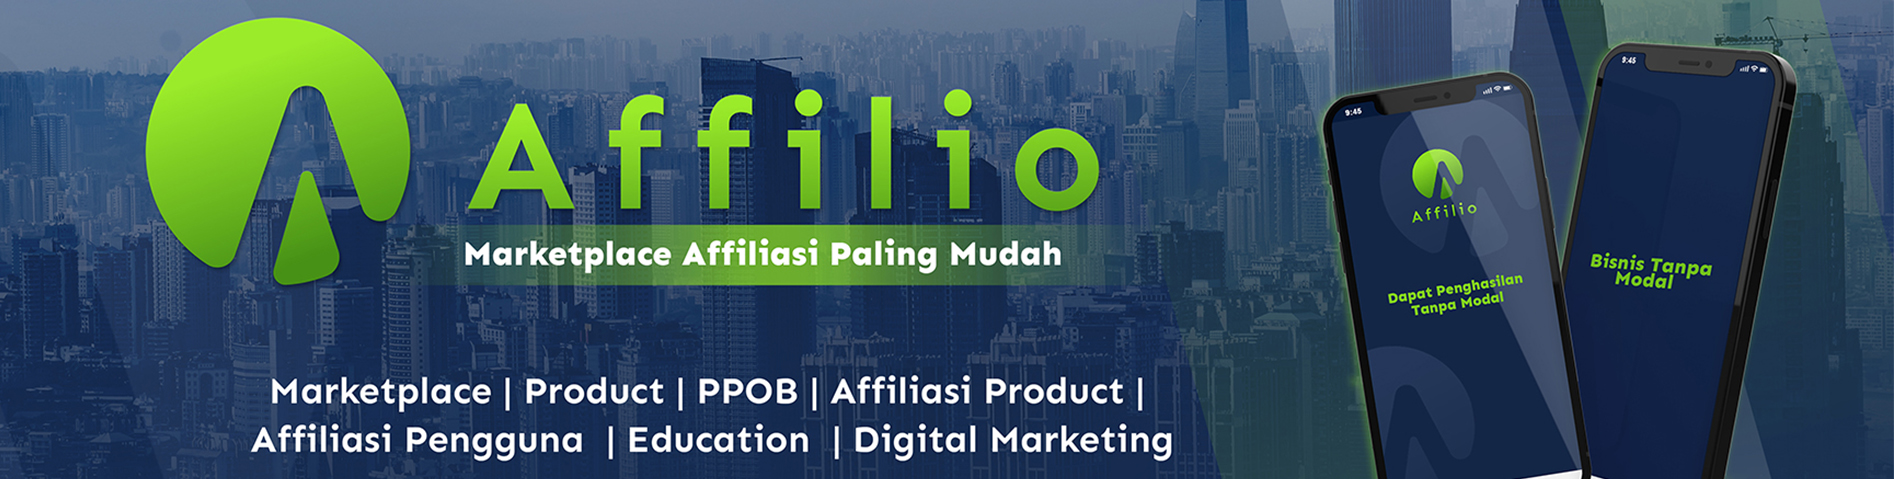 Affilio
Marketplace Affiliasi Paling Mudah
Marketplace | Product | PPOB | Affiliasi Product |
Affiliasi Pengguna | Education | Digital Marketing
9:45
Affilio
Dapat Penghasilan
Tanpa Modal
9:45
Bisnis Tanpa
Modal